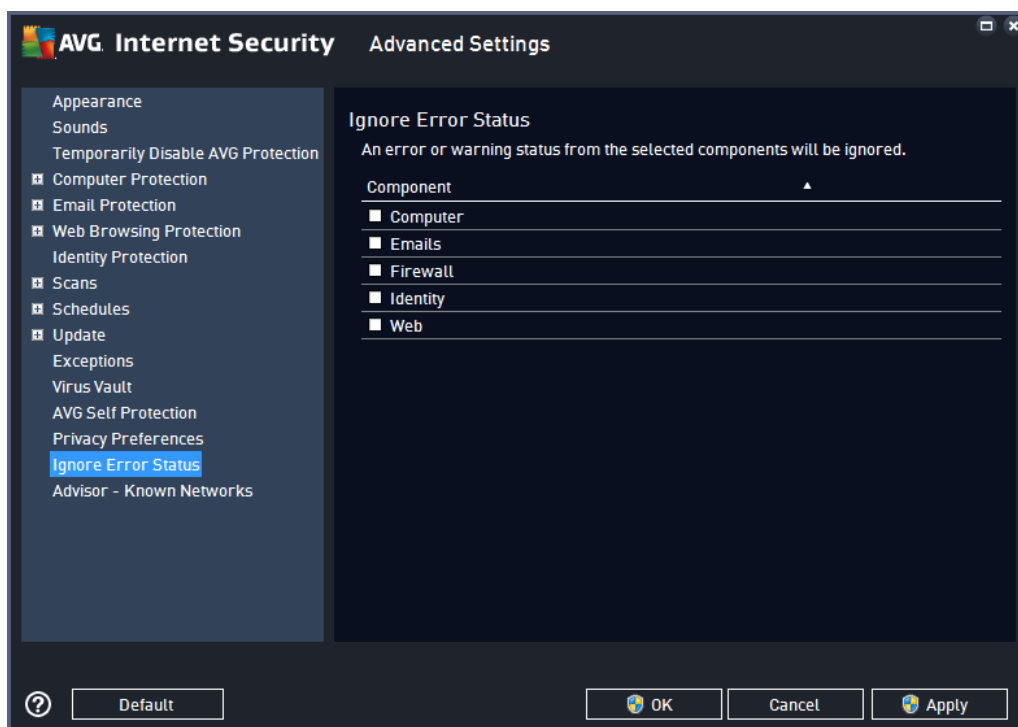 AVG. Internet Security Advanced Settings
Appearance
Sounds
Temporarily Disable AVG Protection
Computer Protection
Email Protection
Web Browsing Protection
Identity Protection
Scans
Schedules
Update
Exceptions
Virus Vault
AVG Self Protection
Privacy Preferences
Ignore Error Status
Advisor - Known Networks
Ignore Error Status
An error or warning status from the selected components will be ignored.
Component
Computer
Emails
Firewall
Identity
Web
? Default OK Cancel Apply